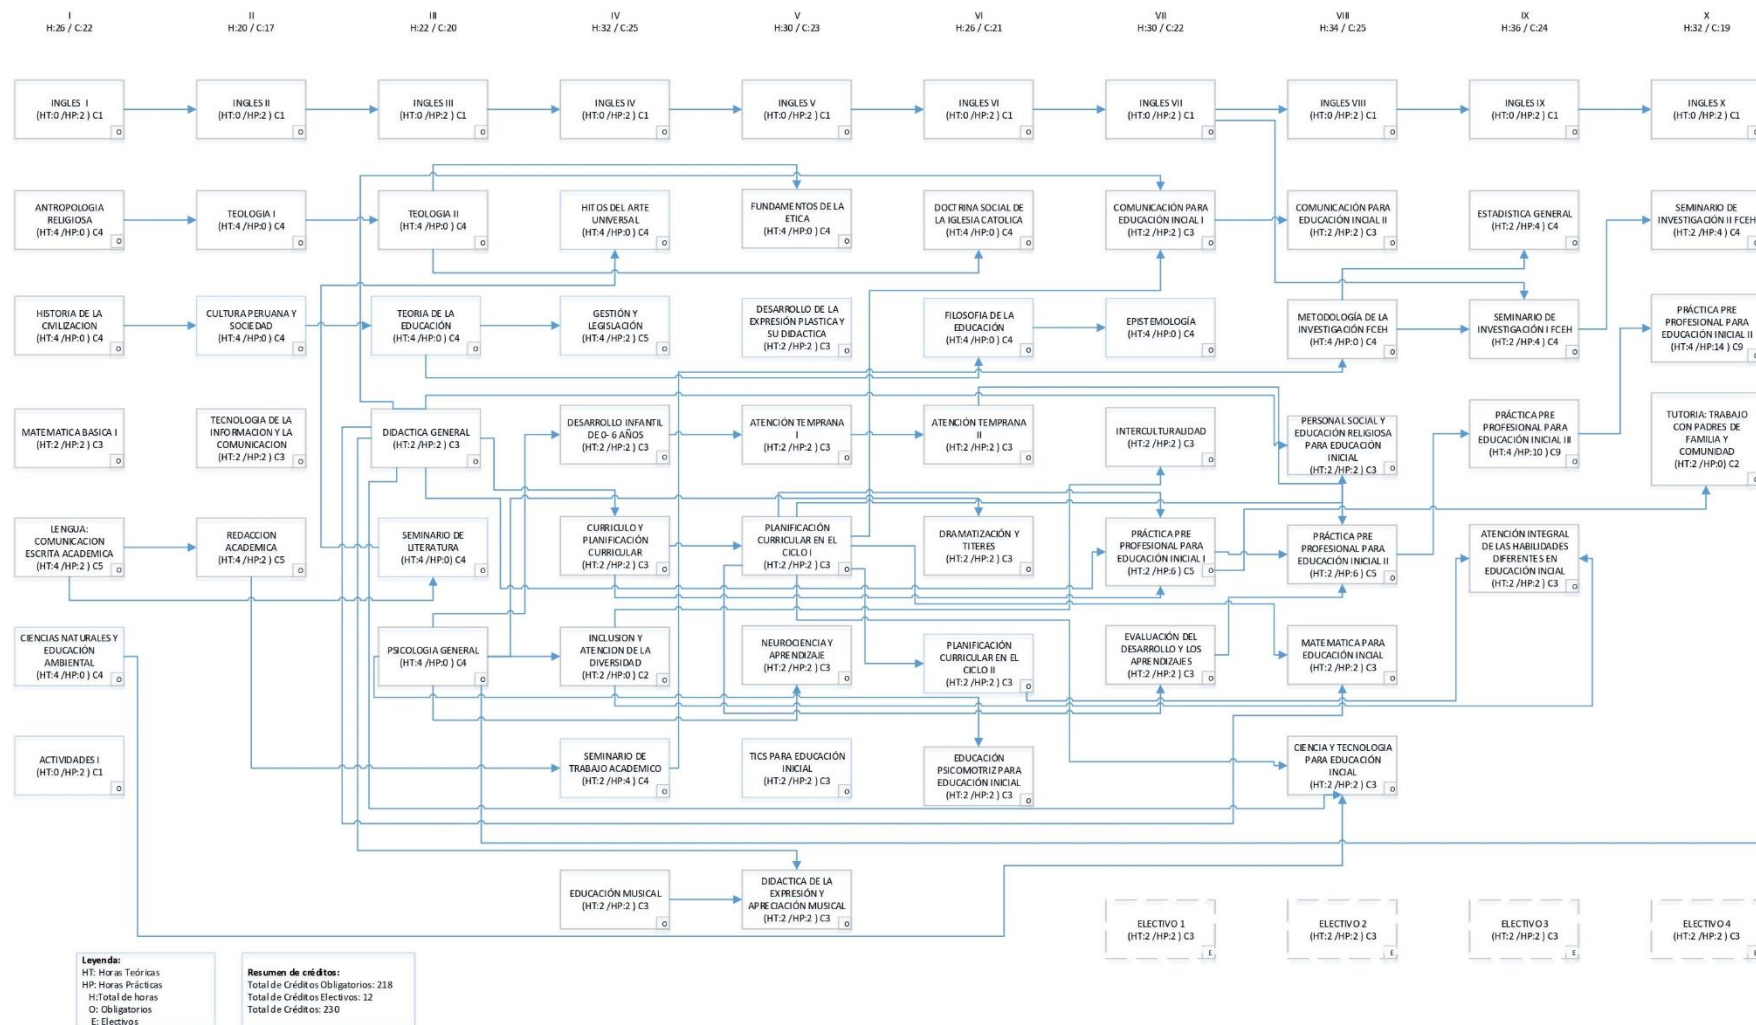 I
H:26 / C:22
II
H:20 / C:17
III
H:22 / C:20
IV
H:32 / C:25
V
H:30 / C:23
VI
H:26 / C:21
VII
H:30 / C:22
VIII
H:34 / C:25
IX
H:36 / C:24
X
H:32 / C:19
INGLES I
(HT:0 /HP:2 ) C1
O
INGLES II
(HT:0 /HP:2 ) C1
O
INGLES III
(HT:0 /HP:2 ) C1
O
INGLES IV
(HT:0 /HP:2 ) C1
O
INGLES V
(HT:0 /HP:2 ) C1
O
INGLES VI
(HT:0 /HP:2 ) C1
O
INGLES VII
(HT:0 /HP:2 ) C1
O
INGLES VIII
(HT:0 /HP:2 ) C1
O
INGLES IX
(HT:0 /HP:2 ) C1
O
INGLES X
(HT:0 /HP:2 ) C1
O
ANTROPOLOGIA
RELIGIOSA
(HT:4 /HP:0 ) C4
O
TEOLOGIA I
(HT:4 /HP:0 ) C4
O
TEOLOGIA II
(HT:4 /HP:0 ) C4
O
HITOS DEL ARTE
UNIVERSAL
(HT:4 /HP:0 ) C4
O
FUNDAMENTOS DE LA
ETICA
(HT:4 /HP:0 ) C4
O
DOCTRINA SOCIAL DE
LA IGLESIA CATOLICA
(HT:4 /HP:0 ) C4
O
COMUNICACIÓN PARA
EDUCACIÓN INCIAL I
(HT:2 /HP:2 ) C3
O
COMUNICACIÓN PARA
EDUCACIÓN INCIAL II
(HT:2 /HP:2 ) C3
O
ESTADISTICA GENERAL
(HT:2 /HP:4 ) C4
O
SEMINARIO DE
INVESTIGACIÓN II FCEH
(HT:2 /HP:4 ) C4
O
HISTORIA DE LA
CIVILIZACION
(HT:4 /HP:0 ) C4
O
CULTURA PERUANA Y
SOCIEDAD
(HT:4 /HP:0 ) C4
O
TEORIA DE LA
EDUCACIÓN
(HT:4 /HP:0 ) C4
O
GESTIÓN Y
LEGISLACIÓN
(HT:4 /HP:2 ) C5
O
DESARROLLO DE LA
EXPRESIÓN PLASTICA Y
SU DIDACTICA
(HT:2 /HP:2 ) C3
O
FILOSOFIA DE LA
EDUCACIÓN
(HT:4 /HP:0 ) C4
O
EPISTEMOLOGÍA
(HT:4 /HP:0 ) C4
O
METODOLOGÍA DE LA
INVESTIGACIÓN FCEH
(HT:4 /HP:0 ) C4
O
SEMINARIO DE
INVESTIGACIÓN I FCEH
(HT:2 /HP:4 ) C4
O
PRÁCTICA PRE
PROFESIONAL PARA
EDUCACIÓN INICIAL II
(HT:4 /HP:14 ) C9
O
MATEMATICA BASICA I
(HT:2 /HP:2 ) C3
O
TECNOLOGIA DE LA
INFORMACION Y LA
COMUNICACION
(HT:2 /HP:2 ) C3
O
DIDACTICA GENERAL
(HT:2 /HP:2 ) C3
O
DESARROLLO INFANTIL
DE 0- 6 AÑOS
(HT:2 /HP:2 ) C3
O
ATENCIÓN TEMPRANA
I
(HT:2 /HP:2 ) C3
O
ATENCIÓN TEMPRANA
II
(HT:2 /HP:2 ) C3
O
INTERCULTURALIDAD
(HT:2 /HP:2 ) C3
O
PERSONAL SOCIAL Y
EDUCACIÓN RELIGIOSA
PARA EDUCACIÓN
INICIAL
(HT:2 /HP:2 ) C3
O
PRÁCTICA PRE
PROFESIONAL PARA
EDUCACIÓN INICIAL III
(HT:4 /HP:10 ) C9
O
TUTORIA: TRABAJO
CON PADRES DE
FAMILIA Y
COMUNIDAD
(HT:2 /HP:0) C2
O
LENGUA:
COMUNICACION
ESCRITA ACADEMICA
(HT:4 /HP:2 ) C5
O
REDACCION
ACADEMICA
(HT:4 /HP:2 ) C5
O
SEMINARIO DE
LITERATURA
(HT:4 /HP:0) C4
O
CURRICULO Y
PLANIFICACIÓN
CURRICULAR
(HT:2 /HP:2 ) C3
O
PLANIFICACIÓN
CURRICULAR EN EL
CICLO I
(HT:2 /HP:2 ) C3
O
DRAMATIZACIÓN Y
TITERES
(HT:2 /HP:2 ) C3
O
PRÁCTICA PRE
PROFESIONAL PARA
EDUCACIÓN INICIAL I
(HT:2 /HP:6) C5
O
PRÁCTICA PRE
PROFESIONAL PARA
EDUCACIÓN INICIAL II
(HT:2 /HP:6 ) C5
O
ATENCIÓN INTEGRAL
DE LAS HABILIDADES
DIFERENTES EN
EDUCACIÓN INCIAL
(HT:2 /HP:2 ) C3
O
CIENCIAS NATURALES Y
EDUCACIÓN
AMBIENTAL
(HT:4 /HP:0 ) C4
O
PSICOLOGIA GENERAL
(HT:4 /HP:0 ) C4
O
INCLUSION Y
ATENCION DE LA
DIVERSIDAD
(HT:2 /HP:0 ) C2
O
NEUROCIENCIA Y
APRENDIZAJE
(HT:2 /HP:2 ) C3
O
PLANIFICACIÓN
CURRICULAR EN EL
CICLO II
(HT:2 /HP:2 ) C3
O
EVALUACIÓN DEL
DESARROLLO Y LOS
APRENDIZAJES
(HT:2 /HP:2 ) C3
O
MATEMATICA PARA
EDUCACIÓN INCIAL
(HT:2 /HP:2 ) C3
O
ACTIVIDADES I
(HT:0 /HP:2 ) C1
O
SEMINARIO DE
TRABAJO ACADEMICO
(HT:2 /HP:4 ) C4
O
TICS PARA EDUCACIÓN
INICIAL
(HT:2 /HP:2 ) C3
O
EDUCACIÓN
PSICOMOTRIZ PARA
EDUCACIÓN INICIAL
(HT:2 /HP:2 ) C3
O
CIENCIA Y TECNOLOGIA
PARA EDUCACIÓN
INCIAL
(HT:2 /HP:2 ) C3
O
EDUCACIÓN MUSICAL
(HT:2 /HP:2 ) C3
O
DIDACTICA DE LA
EXPRESIÓN Y
APRECIACIÓN MUSICAL
(HT:2 /HP:2 ) C3
O
ELECTIVO 1
(HT:2 /HP:2 ) C3
E
ELECTIVO 2
(HT:2 /HP:2 ) C3
E
ELECTIVO 3
(HT:2 /HP:2 ) C3
E
ELECTIVO 4
(HT:2 /HP:2 ) C3
E
Leyenda:
HT: Horas Teóricas
HP: Horas Prácticas
H:Total de horas
O: Obligatorios
E: Electivos
Resumen de créditos:
Total de Créditos Obligatorios: 218
Total de Créditos Electivos: 12
Total de Créditos: 230